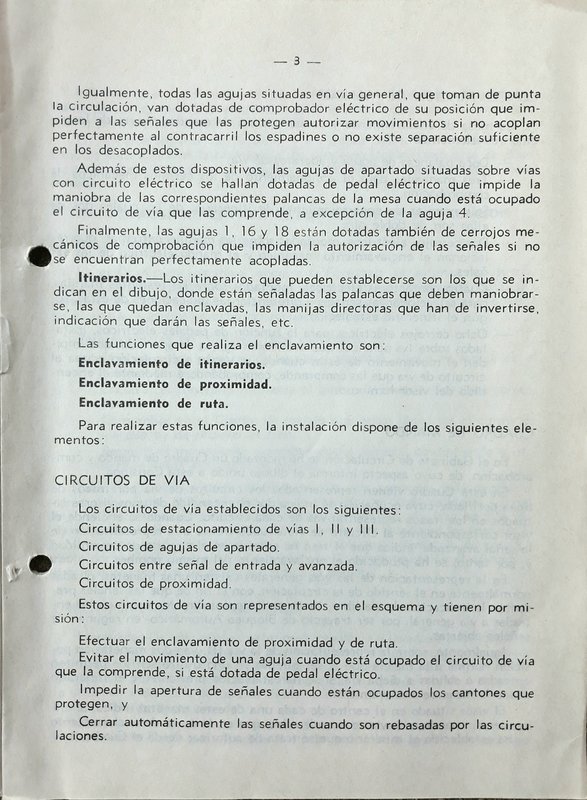 — 3 —
Igualmente, todas las agujas situadas en vía general, que toman de punta
la circulación, van dotadas de comprobador eléctrico de su posición que im-
piden a las señales que las protegen autorizar movimientos si no acoplan
perfectamente al contracarril los espadines o no existe separación suficiente
en los desacoplados.
Además de estos dispositivos, las agujas de apartado situadas sobre vías
con circuito eléctrico se hallan dotadas de pedal eléctrico que impide la
maniobra de las correspondientes palancas de la mesa cuando está ocupado
el circuito de vía que las comprende, a excepción de la aguja 4.
Finalmente, las agujas 1, 16 y 18 están dotadas también de cerrojos me-
cánicos de comprobación que impiden la autorización de las señales si no
se encuentran perfectamente acopladas.
Itinerarios.—Los itinerarios que pueden establecerse son los que se in-
dican en el dibujo, donde están señaladas las palancas que deben maniobrar-
se, las que quedan enclavadas, las manijas directoras que han de invertirse,
indicación que darán las señales, etc.
Las funciones que realiza el enclavamiento son:
Enclavamiento de itinerarios.
Enclavamiento de proximidad.
Enclavamiento de ruta.
Para realizar estas funciones, la instalación dispone de los siguientes ele-
mentos:
CIRCUITOS DE VIA
Los circuitos de vía establecidos son los siguientes:
Circuitos de estacionamiento de vías I, II y III.
Circuitos de agujas de apartado.
Circuitos entre señal de entrada y avanzada.
Circuitos de proximidad.
Estos circuitos de vía son representados en el esquema y tienen por mi-
sión:
Efectuar el enclavamiento de proximidad y de ruta.
Evitar el movimiento de una aguja cuando está ocupado el circuito de vía
que la comprende, si está dotada de pedal eléctrico.
Impedir la apertura de señales cuando están ocupados los cantones que
protegen, y
Cerrar automáticamente las señales cuando son rebasadas por las circu-
laciones.